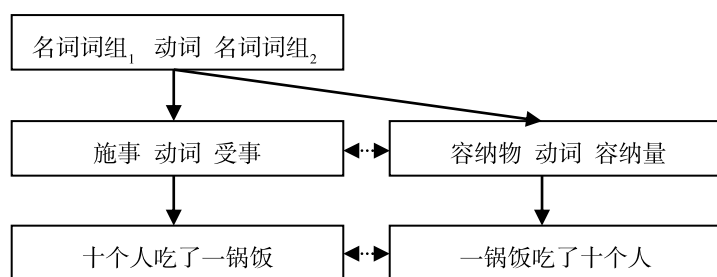 名词词组₁ 动词 名词词组₂
施事 动词 受事
容纳物 动词 容纳量
十个人吃了一锅饭
一锅饭吃了十个人